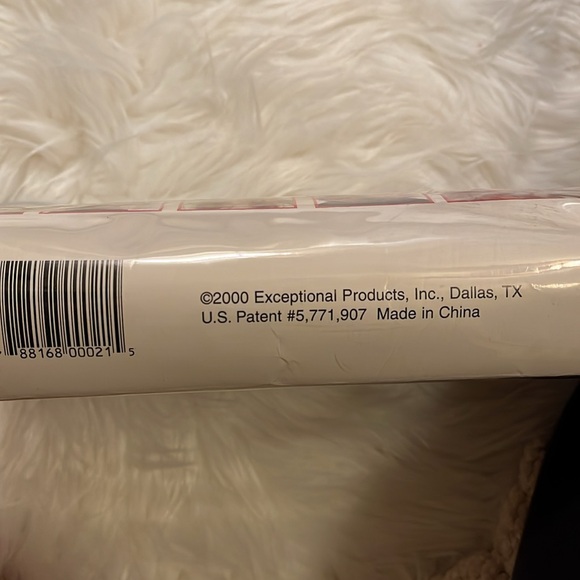 ©2000 Exceptional Products, Inc., Dallas, TX
U.S. Patent #5,771,907 Made in China
88168 00021 5